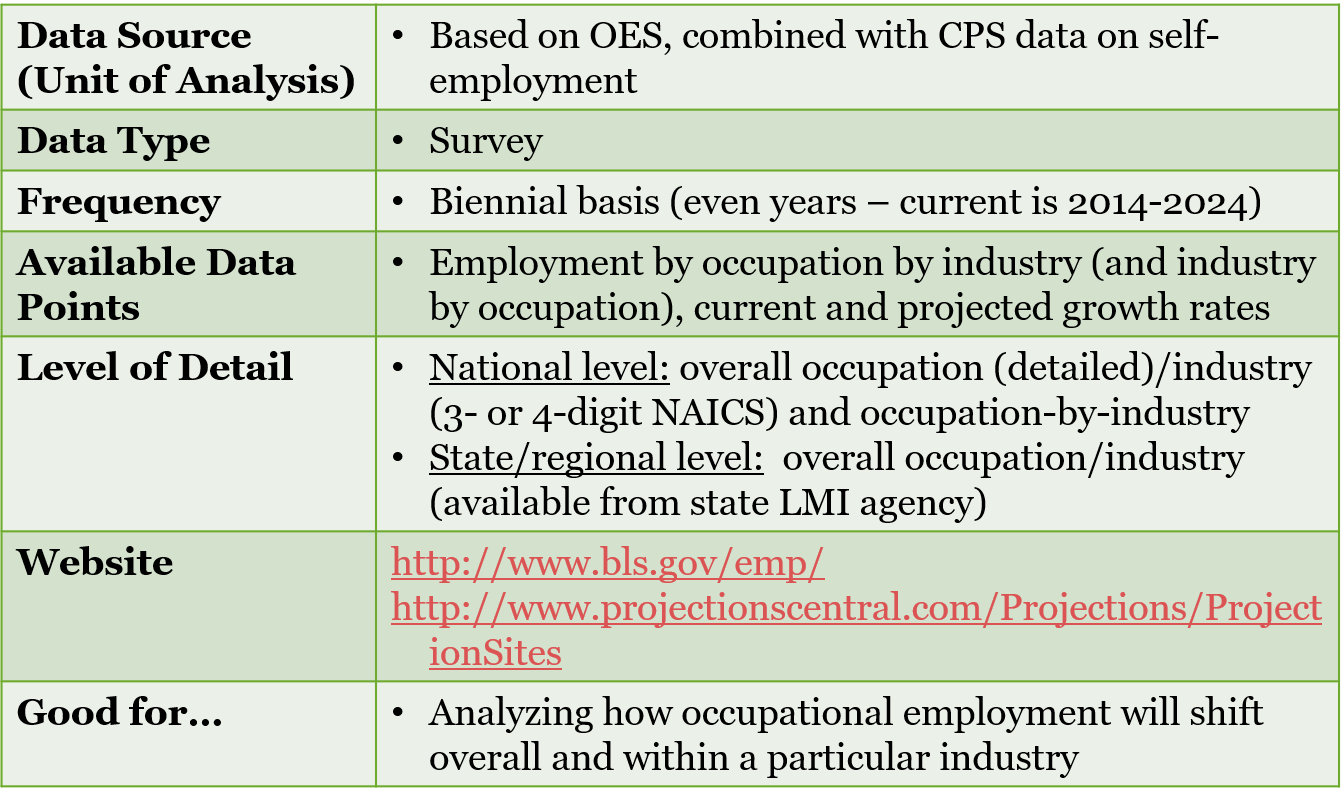 Data Source
(Unit of Analysis)
• Based on OES, combined with CPS data on self-
employment
Data Type
• Survey
Frequency
• Biennial basis (even years – current is 2014-2024)
Available Data
Points
• Employment by occupation by industry (and industry
by occupation), current and projected growth rates
Level of Detail
• National level: overall occupation (detailed)/industry
(3- or 4-digit NAICS) and occupation-by-industry
• State/regional level:  overall occupation/industry
(available from state LMI agency)
Website
http://www.bls.gov/emp/
http://www.projectionscentral.com/Projections/Project
ionSites
Good for…
• Analyzing how occupational employment will shift
overall and within a particular industry